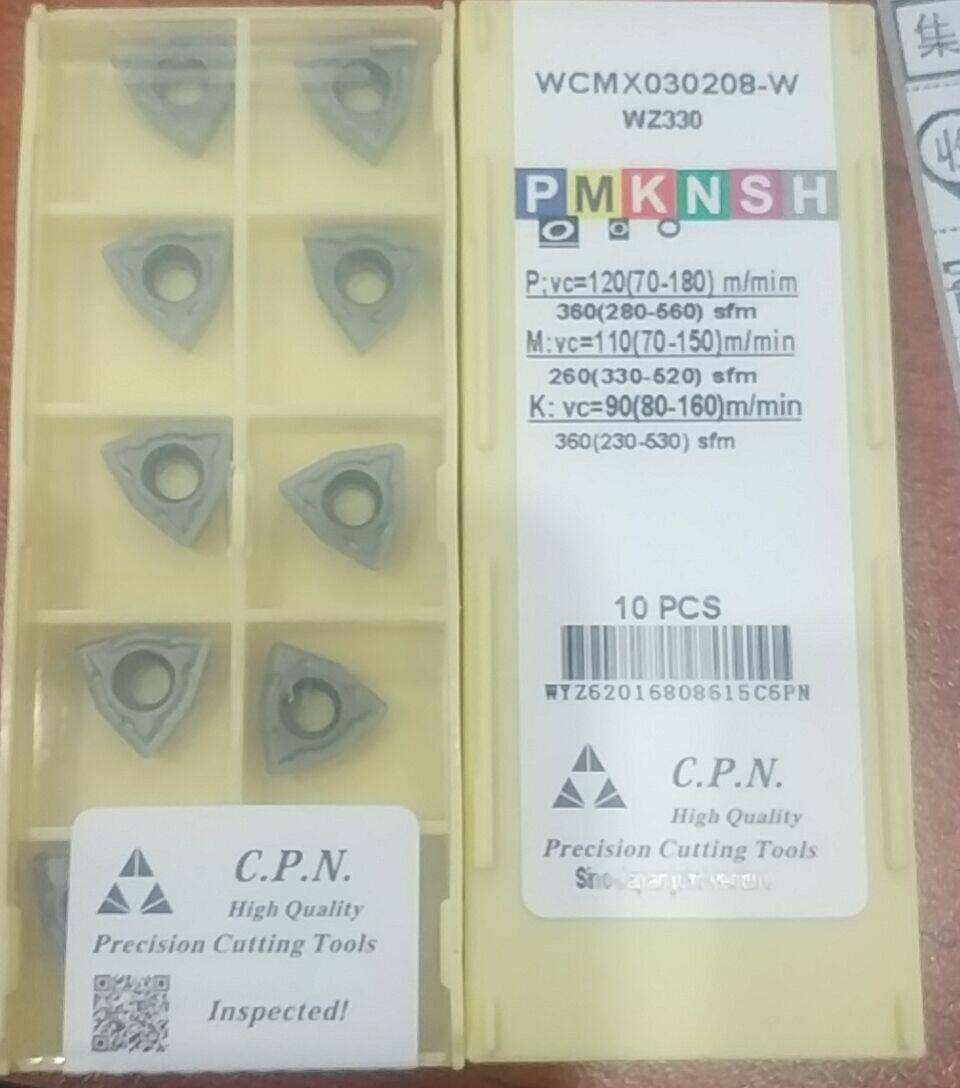 WCMX030208-W
WZ330
PMKNSH
P;vc=120(70-180) m/mim
360(280-560) sfm
M:vc=110(70-150)m/min
260(330-520) sfm
K: vc=90(80-160)m/min
360(230-530) sfm
10 PCS
WYZ62016808615C6PN
C.P.N.
High Quality
Precision Cutting Tools
Sino
C.P.N.
High Quality
Precision Cutting Tools
Inspected!
集